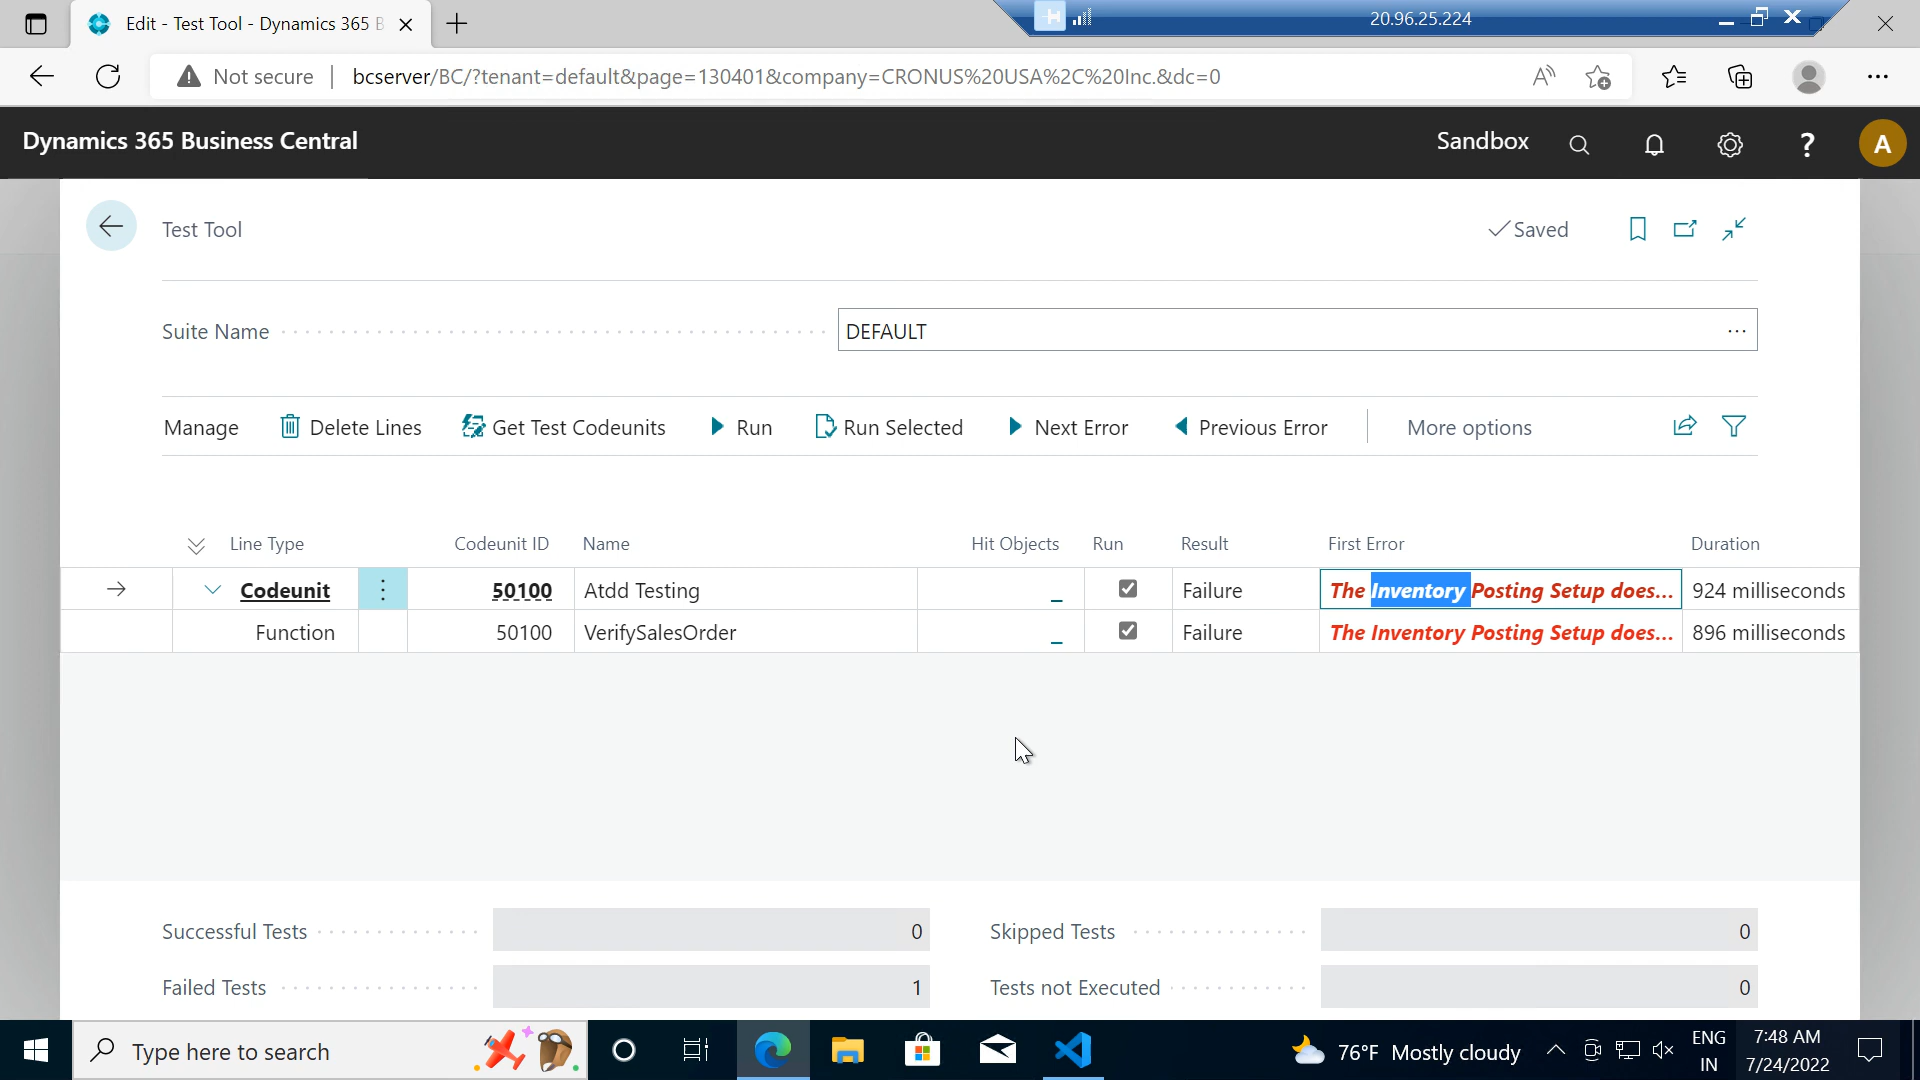 Edit - Test Tool - Dynamics 365 B
20.96.25.224
Not secure
bcserver/BC/?tenant=default&page=130401&company=CRONUS%20USA%2C%20Inc.&dc=0
Dynamics 365 Business Central
Sandbox
?
A
Test Tool
Saved
Suite Name
DEFAULT
Manage
Delete Lines
Get Test Codeunits
Run
Run Selected
Next Error
Previous Error
More options
Line Type Codeunit ID Name Hit Objects Run Result First Error Duration
Codeunit 50100 Atdd Testing _ Failure The Inventory Posting Setup does... 924 milliseconds
Function 50100 VerifySalesOrder _ Failure The Inventory Posting Setup does... 896 milliseconds
Successful Tests 0 Skipped Tests 0
Failed Tests 1 Tests not Executed 0
Type here to search
76°F Mostly cloudy
ENG
IN
7:48 AM
7/24/2022